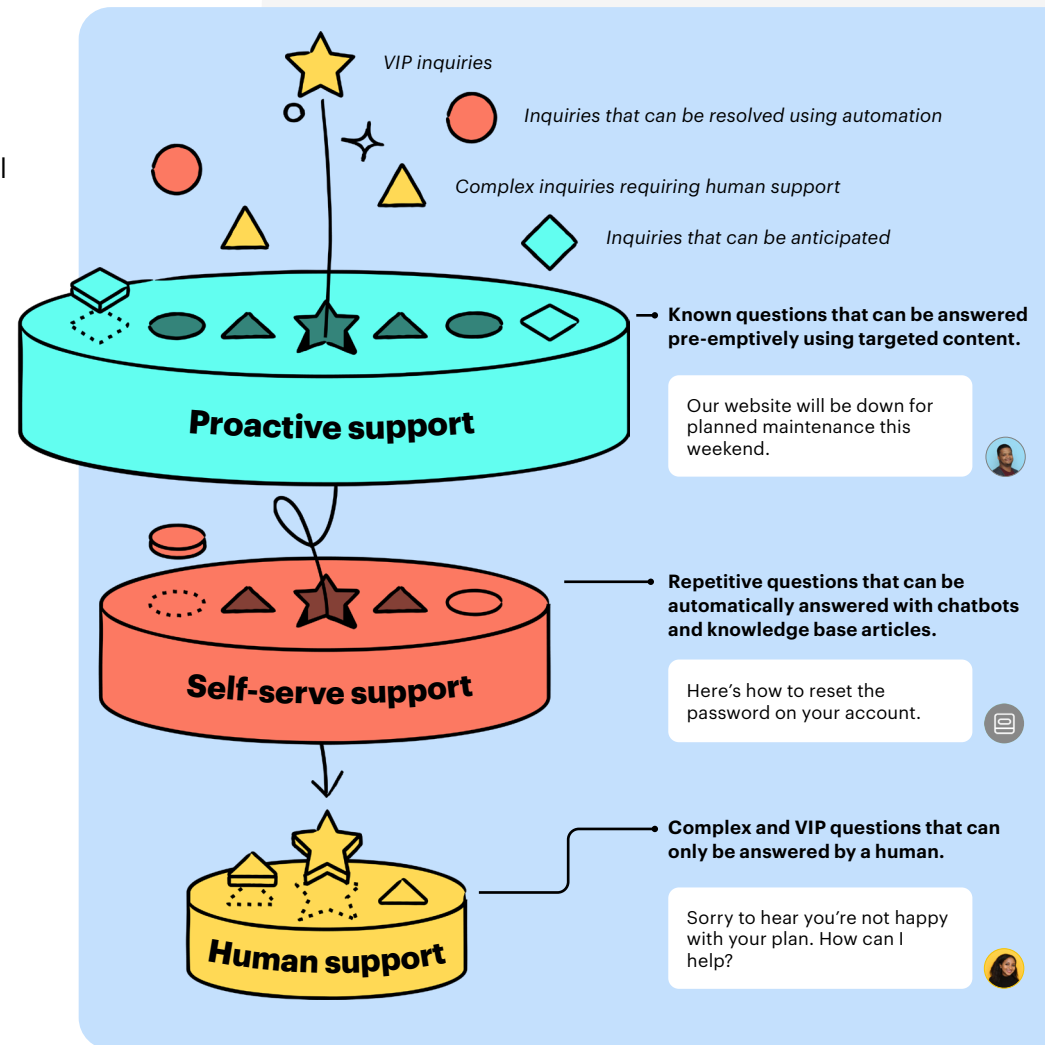 VIP inquiries
Inquiries that can be resolved using automation
Complex inquiries requiring human support
Inquiries that can be anticipated
Known questions that can be answered
pre-emptively using targeted content.
Our website will be down for
planned maintenance this
weekend.
Proactive support
Repetitive questions that can be
automatically answered with chatbots
and knowledge base articles.
Here’s how to reset the
password on your account.
Self-serve support
Complex and VIP questions that can
only be answered by a human.
Sorry to hear you’re not happy
with your plan. How can I
help?
Human support